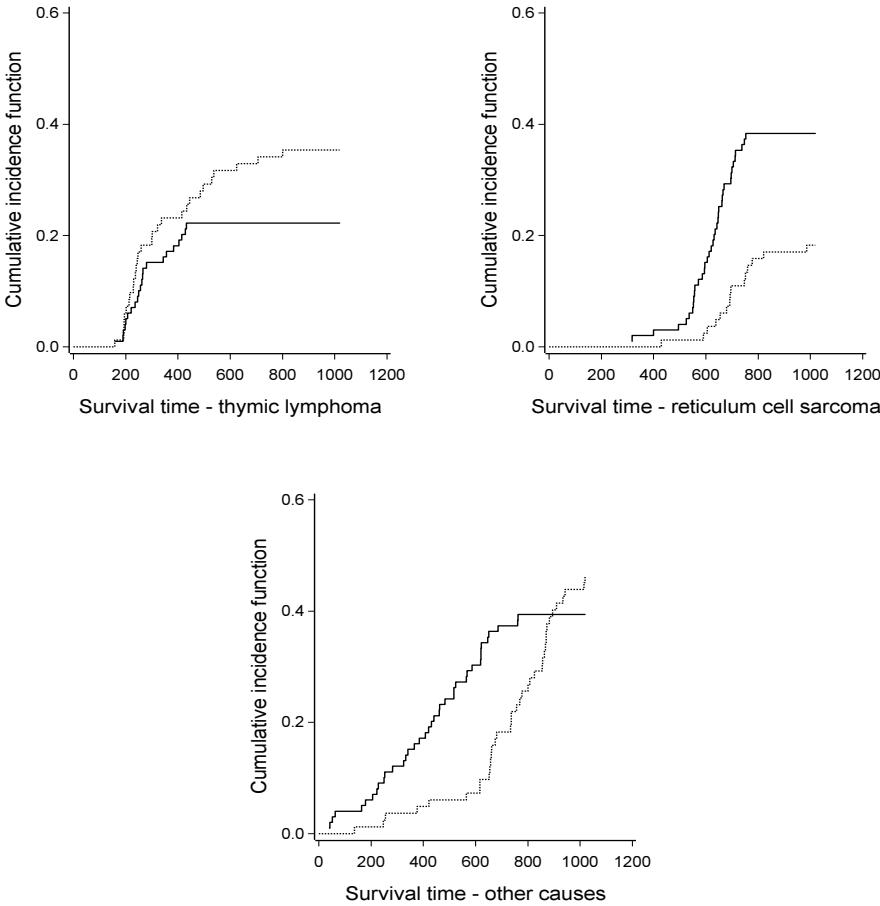 Cumulative incidence function
0.6
0.4
0.2
0.0
0 200 400 600 800 1000 1200
Survival time - thymic lymphoma
Cumulative incidence function
0.6
0.4
0.2
0.0
0 200 400 600 800 1000 1200
Survival time - reticulum cell sarcoma
Cumulative incidence function
0.6
0.4
0.2
0.0
0 200 400 600 800 1000 1200
Survival time - other causes